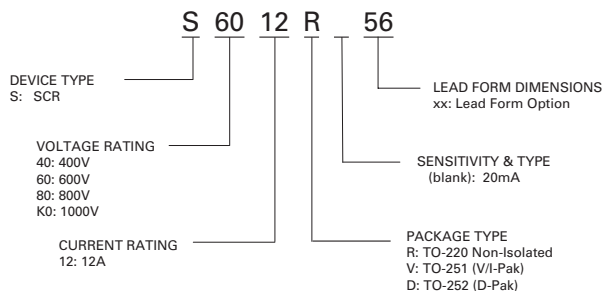 S 60 12 R _ 56
DEVICE TYPE
S: SCR
VOLTAGE RATING
40: 400V
60: 600V
80: 800V
K0: 1000V
CURRENT RATING
12: 12A
LEAD FORM DIMENSIONS
xx: Lead Form Option
SENSITIVITY & TYPE
(blank): 20mA
PACKAGE TYPE
R: TO-220 Non-Isolated
V: TO-251 (V/I-Pak)
D: TO-252 (D-Pak)